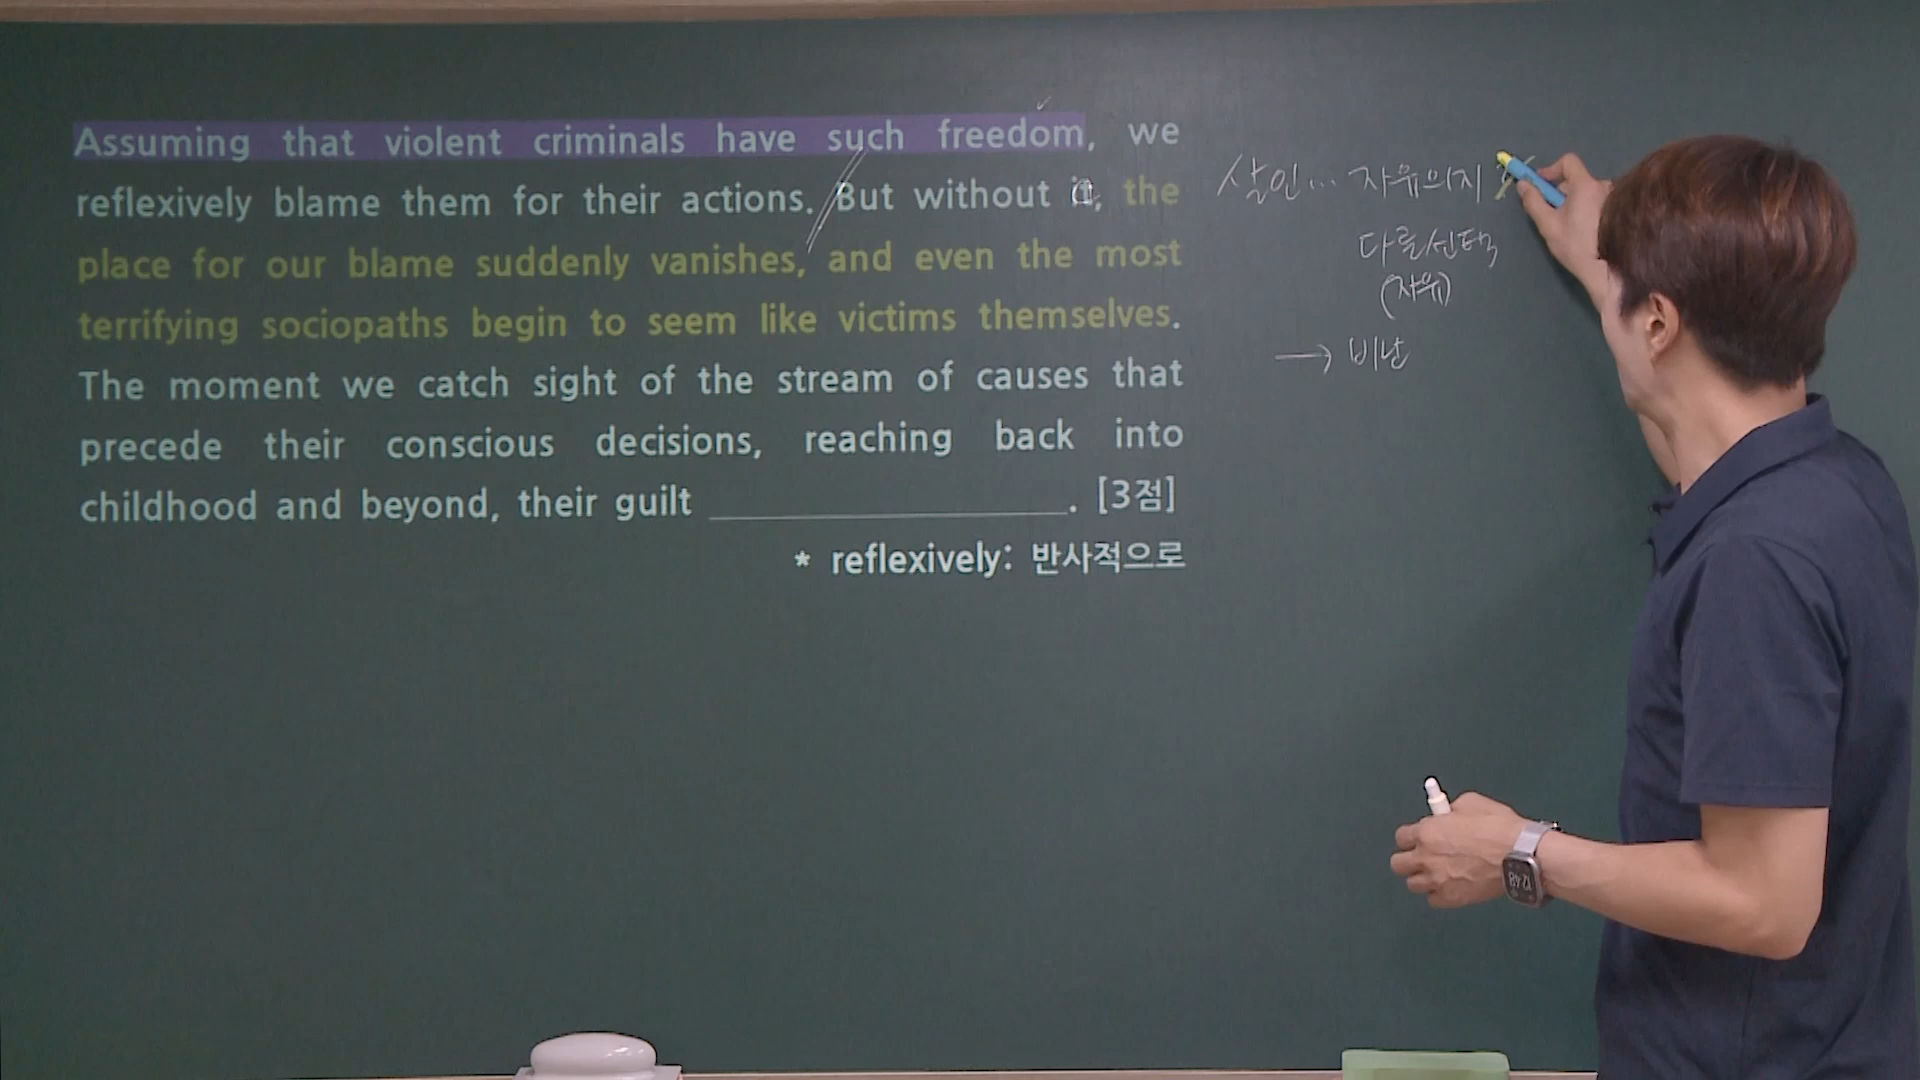 Assuming that violent criminals have such freedom, we
reflexively blame them for their actions. But without it, the
place for our blame suddenly vanishes, and even the most
terrifying sociopaths begin to seem like victims themselves.
The moment we catch sight of the stream of causes that
precede their conscious decisions, reaching back into
childhood and beyond, their guilt ____________. [3점]
* reflexively: 반사적으로
살인... 자유의지 X
다른선택
(자유)
→ 비난